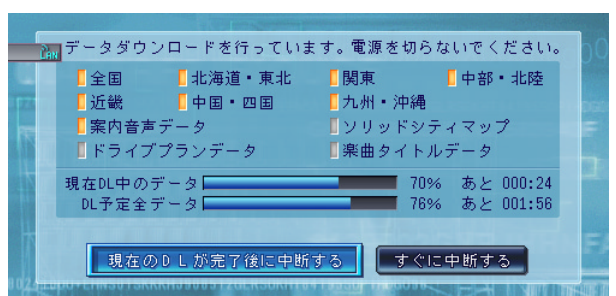 LAN
データダウンロードを行っています。電源を切らないでください。
全国 北海道・東北 関東 中部・北陸
近畿 中国・四国 九州・沖縄
案内音声データ ソリッドシティマップ
ドライブプランデータ 楽曲タイトルデータ
現在DL中のデータ 70% あと 000:24
DL予定全データ 76% あと 001:56
現在のDLが完了後に中断する すぐに中断する